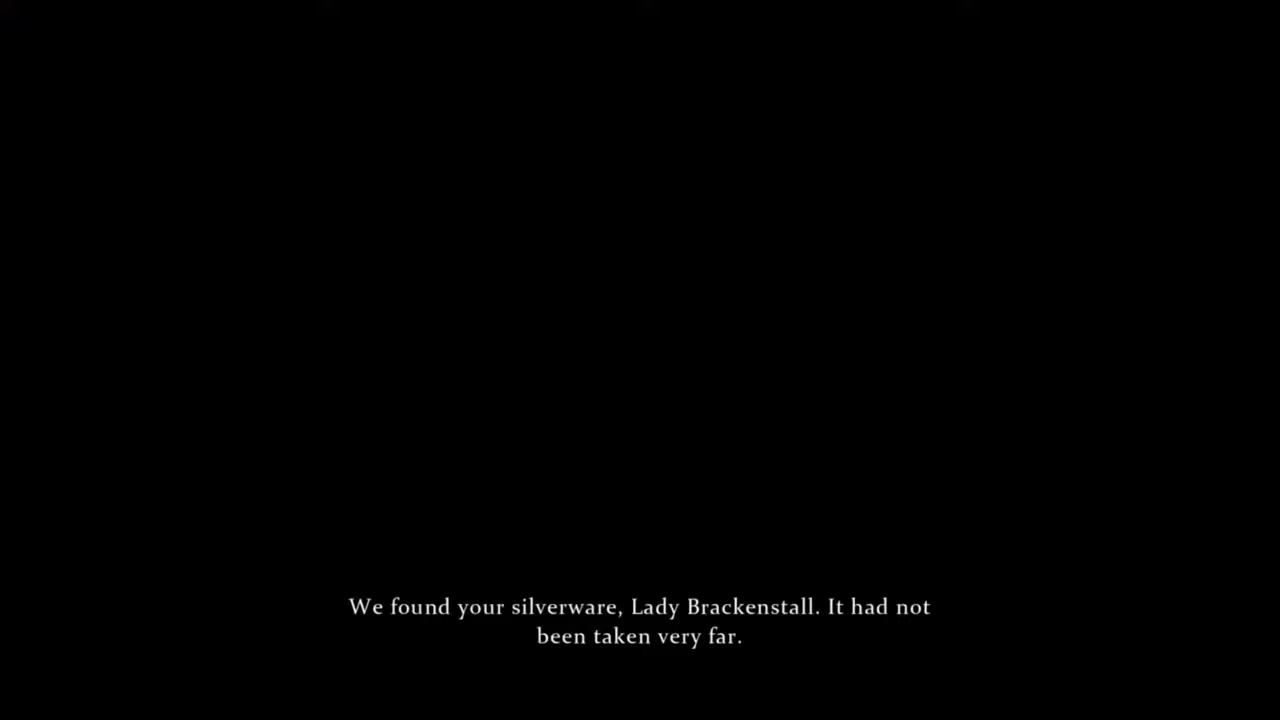 We found your silverware, Lady Brackenstall. It had not
been taken very far.